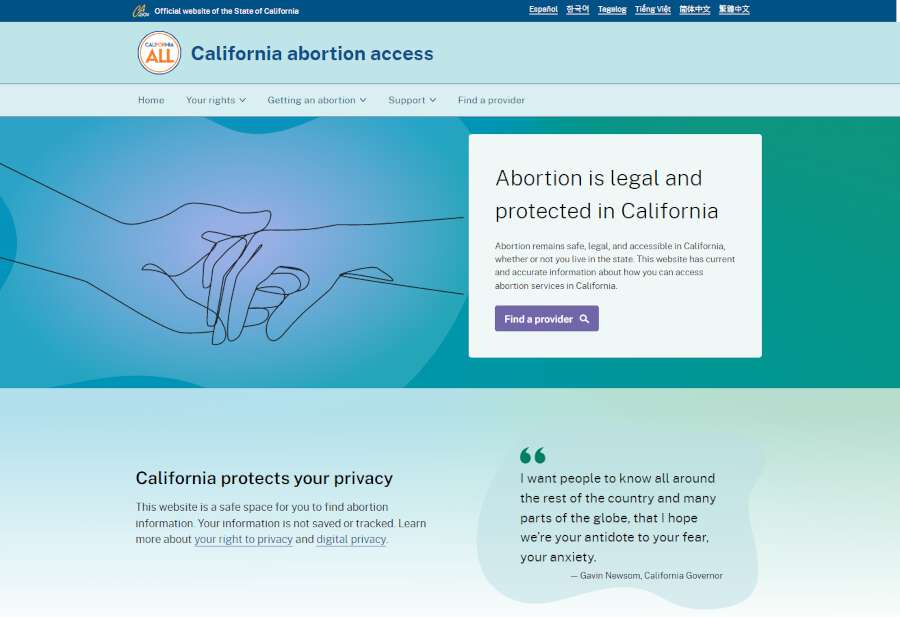 CA.GOV Official website of the State of California
Español 한국어 Tagalog Tiếng Việt 简体中文 繁體中文
CALIFORNIA
ALL
California abortion access
Home Your rights Getting an abortion Support Find a provider
Abortion is legal and
protected in California
Abortion remains safe, legal, and accessible in California,
whether or not you live in the state. This website has current
and accurate information about how you can access
abortion services in California.
Find a provider
California protects your privacy
This website is a safe space for you to find abortion
information. Your information is not saved or tracked. Learn
more about your right to privacy and digital privacy.
“
I want people to know all around
the rest of the country and many
parts of the globe, that I hope
we’re your antidote to your fear,
your anxiety.
— Gavin Newsom, California Governor